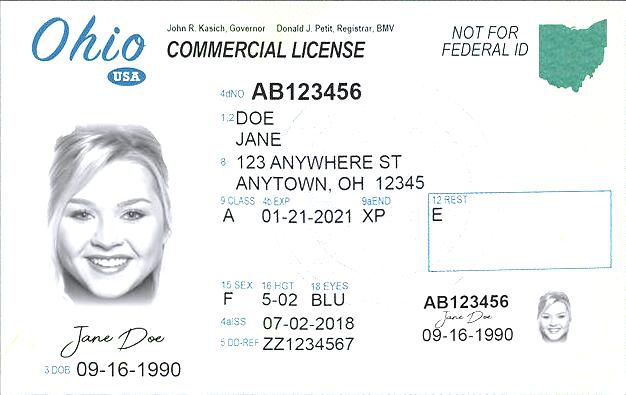 Ohio
USA
John R. Kasich, Governor Donald J. Petit, Registrar, BMV
COMMERCIAL LICENSE
NOT FOR
FEDERAL ID
4dNO AB123456
1,2 DOE
JANE
8 123 ANYWHERE ST
ANYTOWN, OH 12345
9 CLASS 4b EXP 9aEND
A 01-21-2021 XP
12 REST
E
15 SEX 16 HGT 18 EYES
F 5-02 BLU
4aISS 07-02-2018
5 DD-REF ZZ1234567
Jane Doe
3 DOB 09-16-1990
AB123456
Jane Doe
09-16-1990